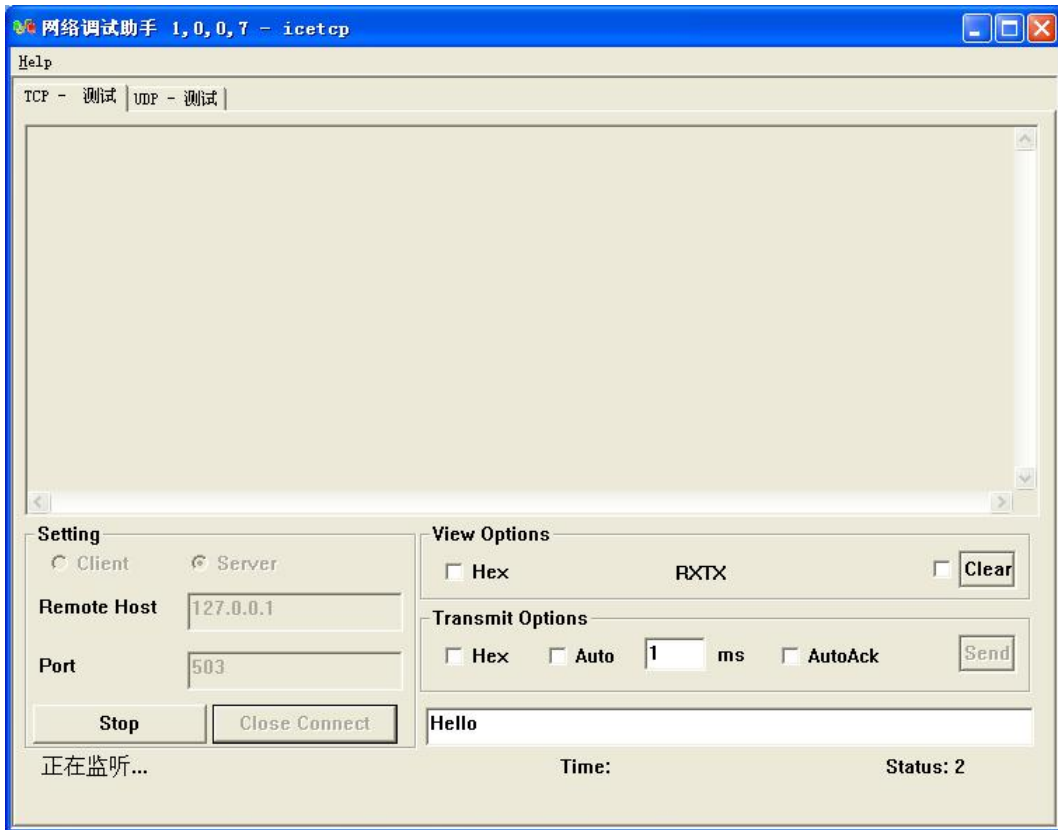 网络调试助手 1,0,0,7 - icetcp
Help
TCP - 测试 UDP - 测试
Setting
Client Server
Remote Host 127.0.0.1
Port 503
Stop Close Connect
正在监听...
View Options
Hex RXTX Clear
Transmit Options
Hex Auto 1 ms AutoAck Send
Hello
Time: Status: 2